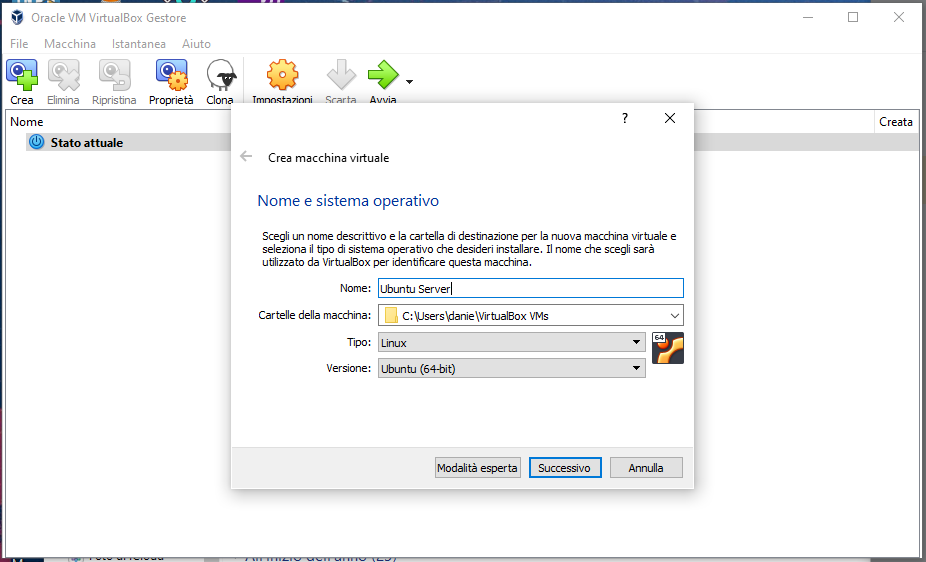 Oracle VM VirtualBox Gestore
File Macchina Istantanea Aiuto
Crea Elimina Ripristina Proprietà Clona Impostazioni Scarta Avvia
Nome Creata
Stato attuale
?
Crea macchina virtuale
Nome e sistema operativo
Scegli un nome descrittivo e la cartella di destinazione per la nuova macchina virtuale e
seleziona il tipo di sistema operativo che desideri installare. Il nome che scegli sarà
utilizzato da VirtualBox per identificare questa macchina.
Nome: Ubuntu Server
Cartelle della macchina: C:\Users\danie\VirtualBox VMs
Tipo: Linux
64
Versione: Ubuntu (64-bit)
Modalità esperta Successivo Annulla